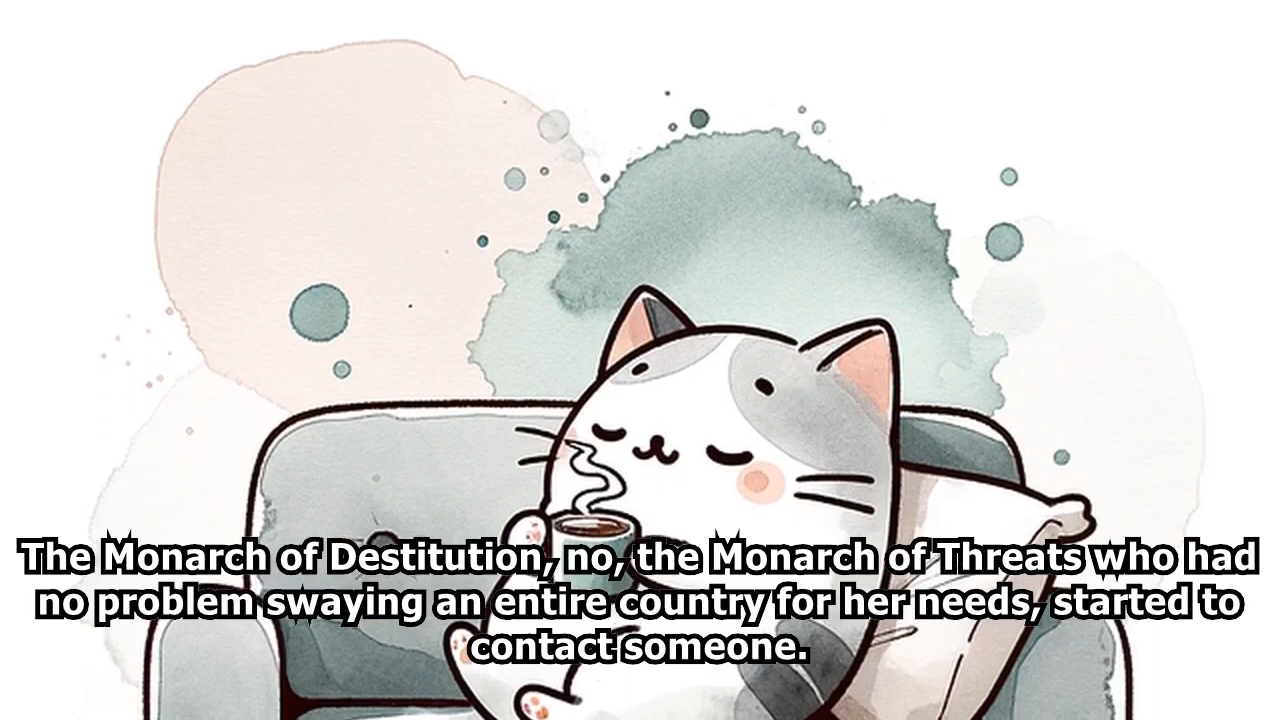 The Monarch of Destitution, no, the Monarch of Threats who had
no problem swaying an entire country for her needs, started to
contact someone.